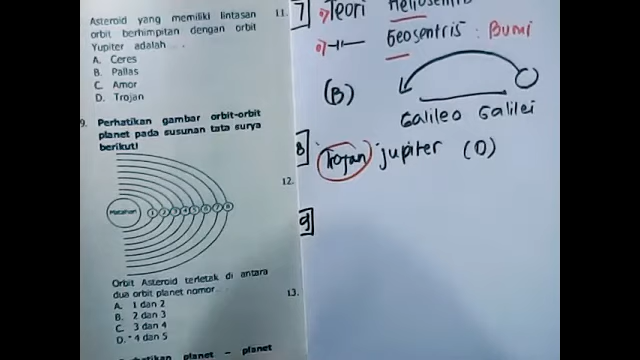 Asteroid yang memiliki lintasan
orbit berhimpitan dengan orbit
Yupiter adalah . . .
A. Ceres
B. Pallas
C. Amor
D. Trojan
9. Perhatikan gambar orbit-orbit
planet pada susunan tata surya
berikut!
Matahari 1 2 3 4 5 6 7 8
Orbit Asteroid terletak di antara
dua orbit planet nomor . . .
A. 1 dan 2
B. 2 dan 3
C. 3 dan 4
D. 4 dan 5
planet – planet
11.
12.
13.
7 Teori Heliosentris
Geosentris : Bumi
(B)
Galileo Galilei
8 Trojan jupiter (D)
9